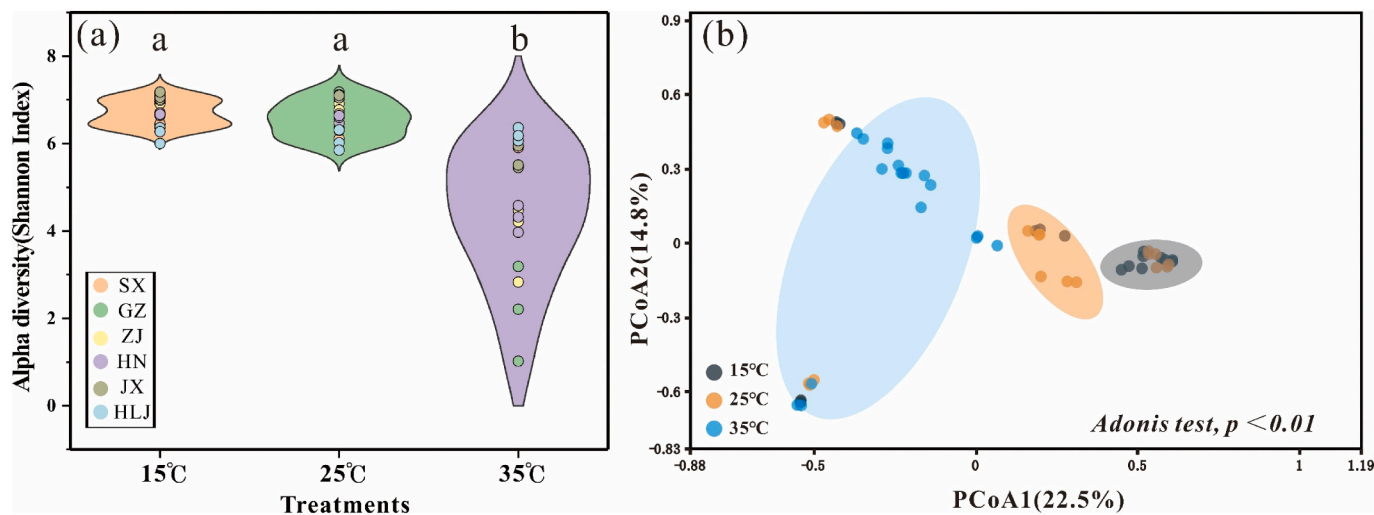 (a)
a
a
b
8
6
4
2
0
Alpha diversity(Shannon Index)
SX
GZ
ZJ
HN
JX
HLJ
15℃
25℃
35℃
Treatments
(b)
0.9
0.6
0.3
0
-0.3
-0.6
-0.83
PCoA2(14.8%)
15℃
25℃
35℃
Adonis test, p <0.01
-0.88
-0.5
0
0.5
1
1.19
PCoA1(22.5%)